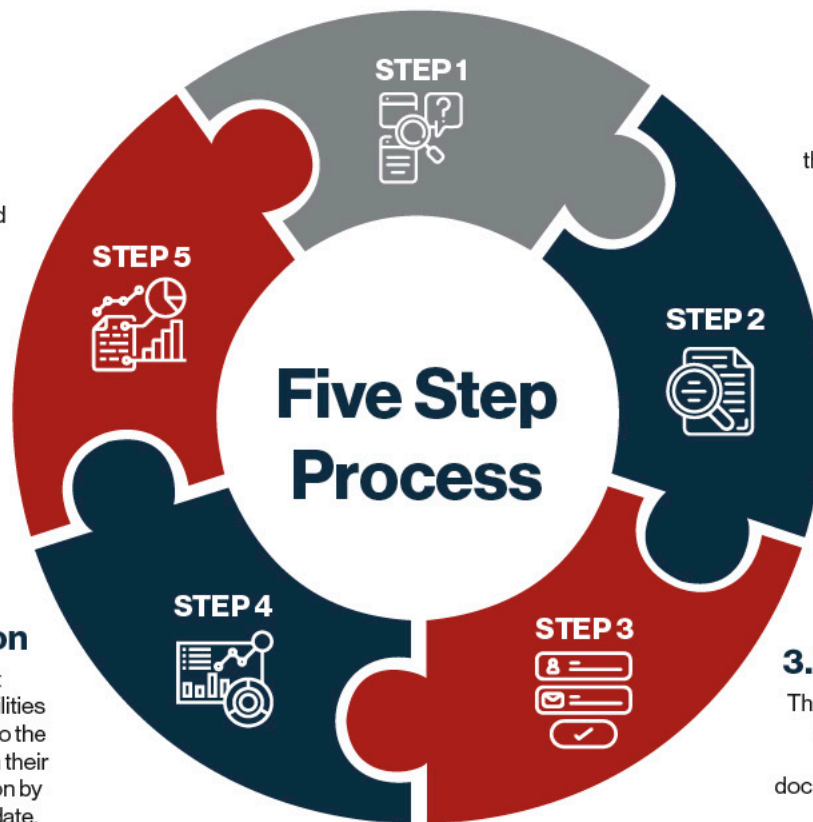 STEP 1
STEP 2
STEP 3
STEP 4
STEP 5
Five Step
Process
on
lities
o the
their
on by
date.
3.
Th
doc
th
d